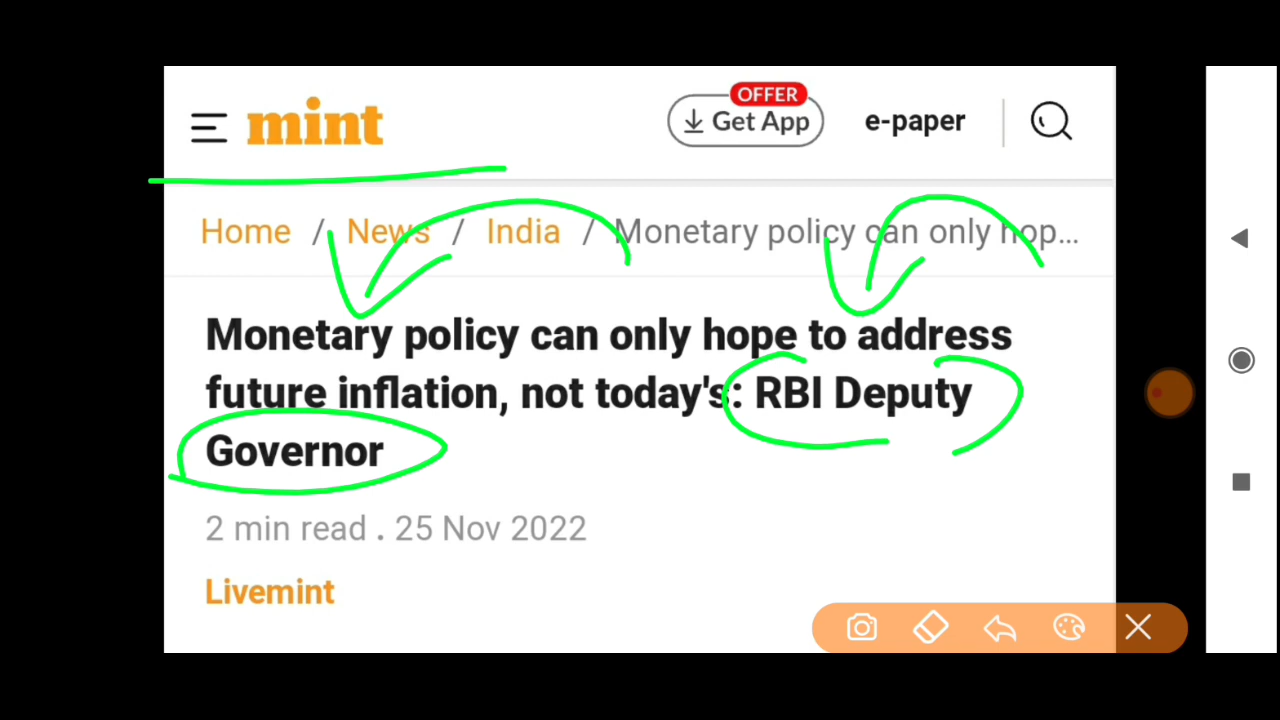 mint
OFFER
Get App
e-paper
Home / News / India / Monetary policy can only hop...
Monetary policy can only hope to address
future inflation, not today's: RBI Deputy
Governor
2 min read . 25 Nov 2022
Livemint